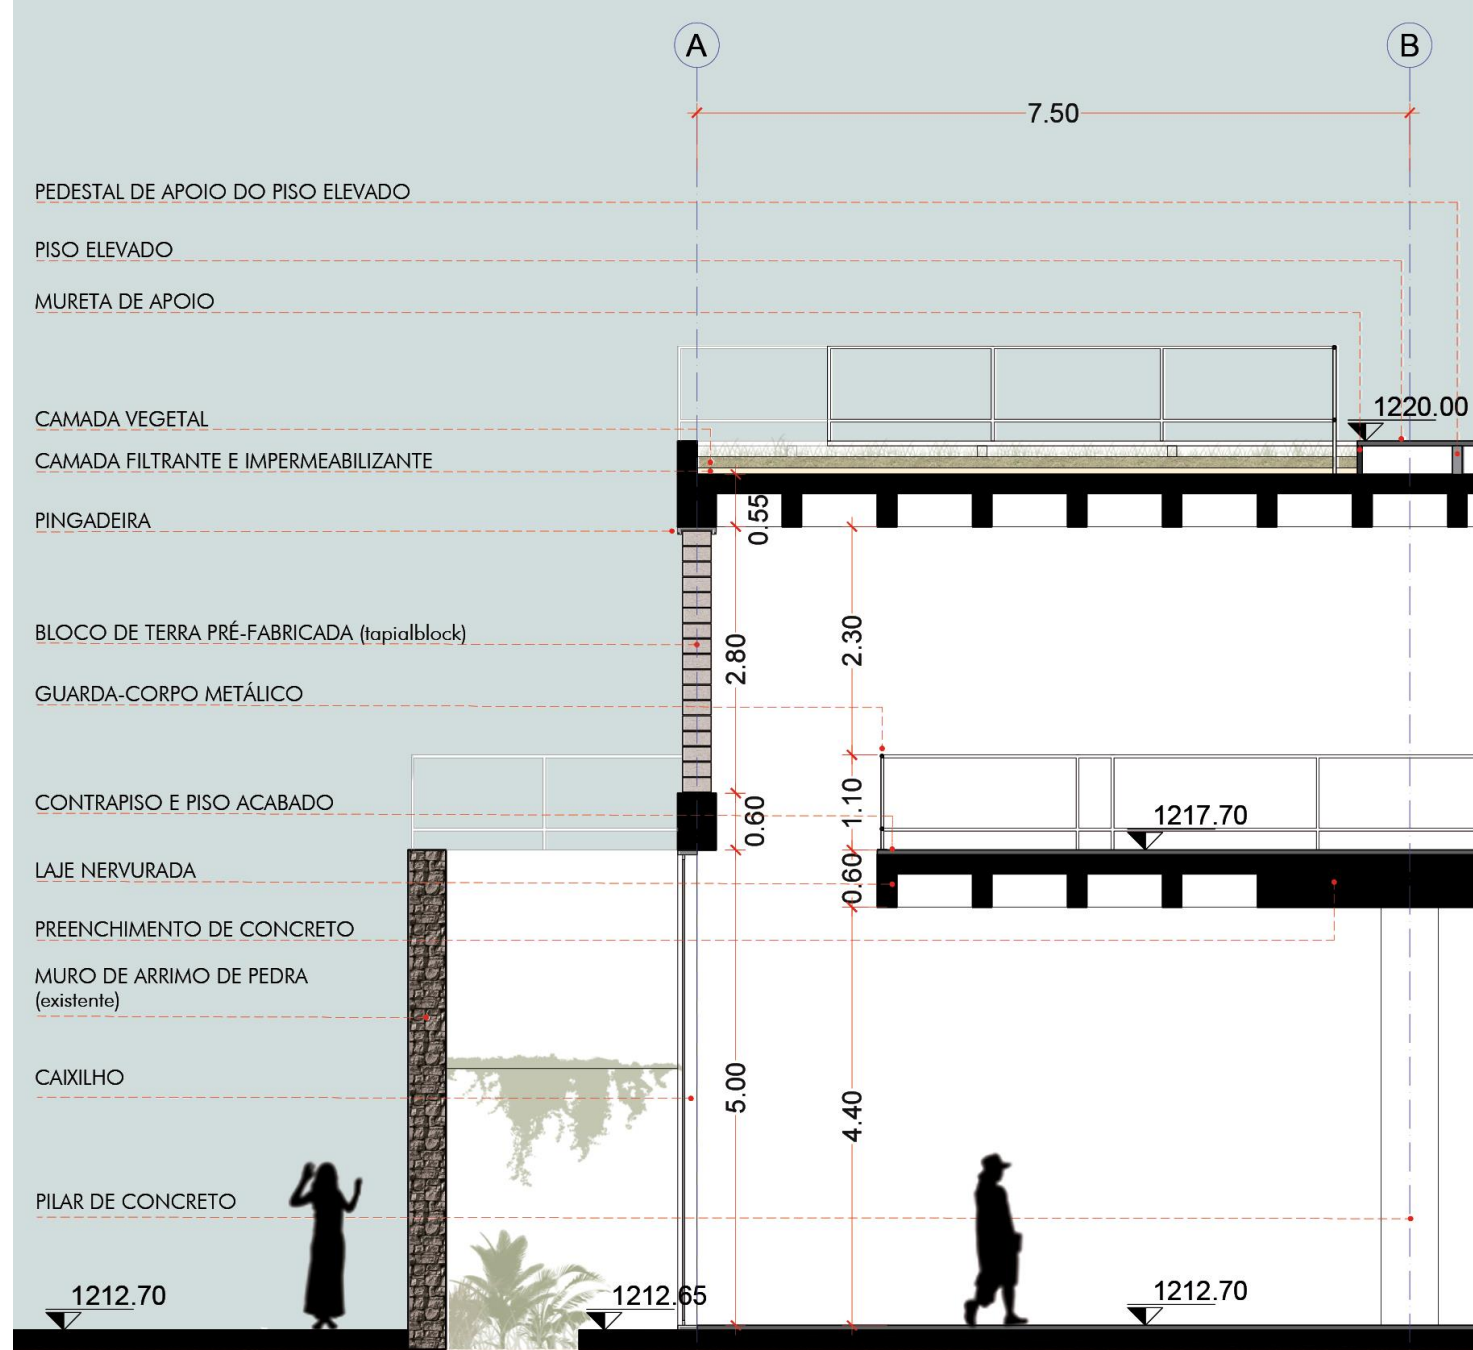 A
B
7.50
PEDESTAL DE APOIO DO PISO ELEVADO
PISO ELEVADO
MURETA DE APOIO
1220.00
CAMADA VEGETAL
CAMADA FILTRANTE E IMPERMEABILIZANTE
PINGADEIRA
0.55
BLOCO DE TERRA PRÉ-FABRICADA (tapialblock)
2.80
2.30
GUARDA-CORPO METÁLICO
CONTRAPISO E PISO ACABADO
0.60
1.10
1217.70
LAJE NERVURADA
0.60
PREENCHIMENTO DE CONCRETO
MURO DE ARRIMO DE PEDRA
(existente)
CAIXILHO
5.00
4.40
PILAR DE CONCRETO
1212.70
1212.65
1212.70